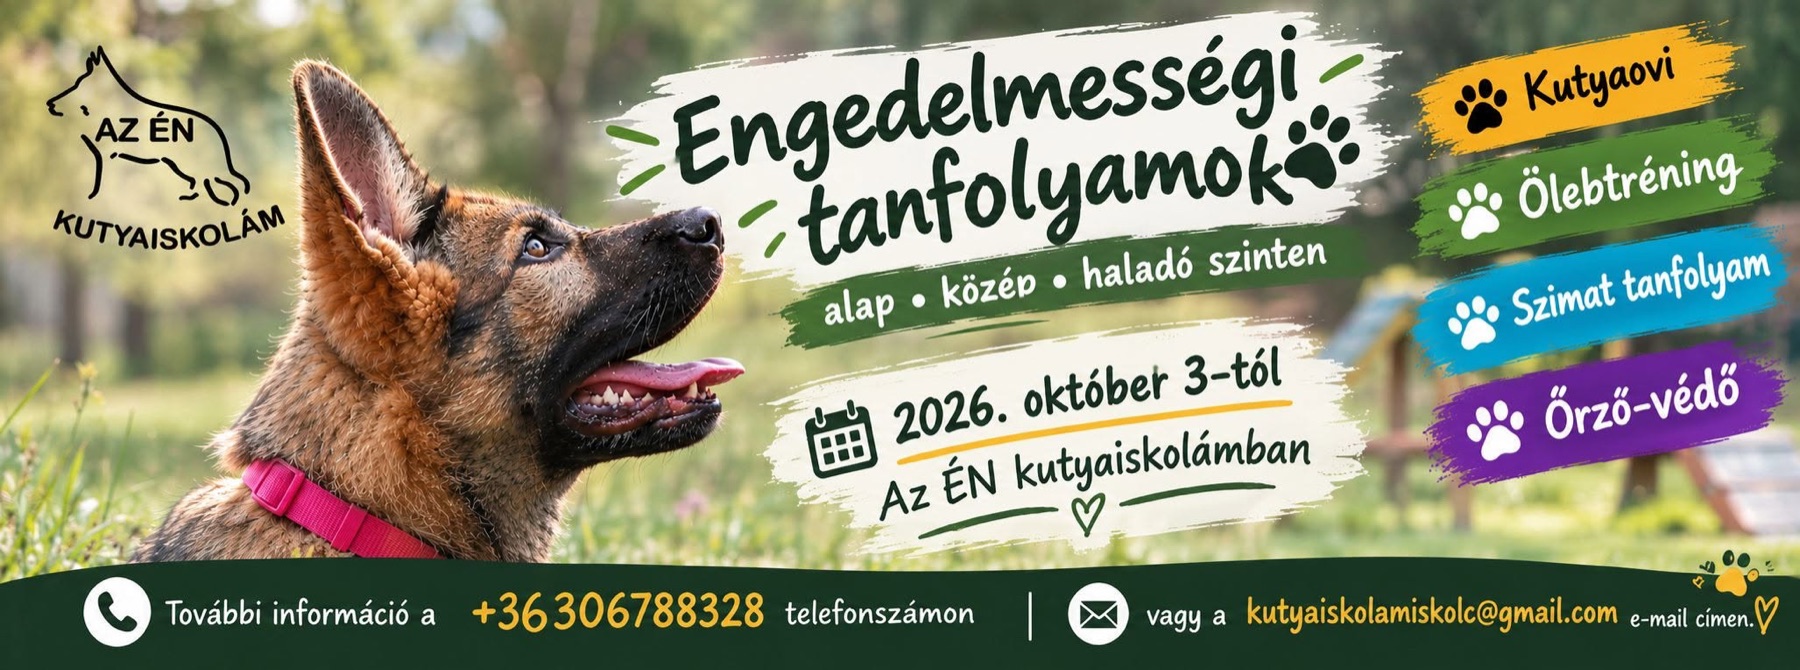 AZ ÉN
KUTYAISKOLÁM
Engedelmességi
tanfolyamok
alap • közép • haladó szinten
2026. október 3-tól
Az ÉN kutyaiskolámban
Kutyaovi
Ölebtréning
Szimat tanfolyam
Őrző-védő
További információ a +36306788328 telefonszámon | vagy a kutyaiskolamiskolc@gmail.com e-mail címen.